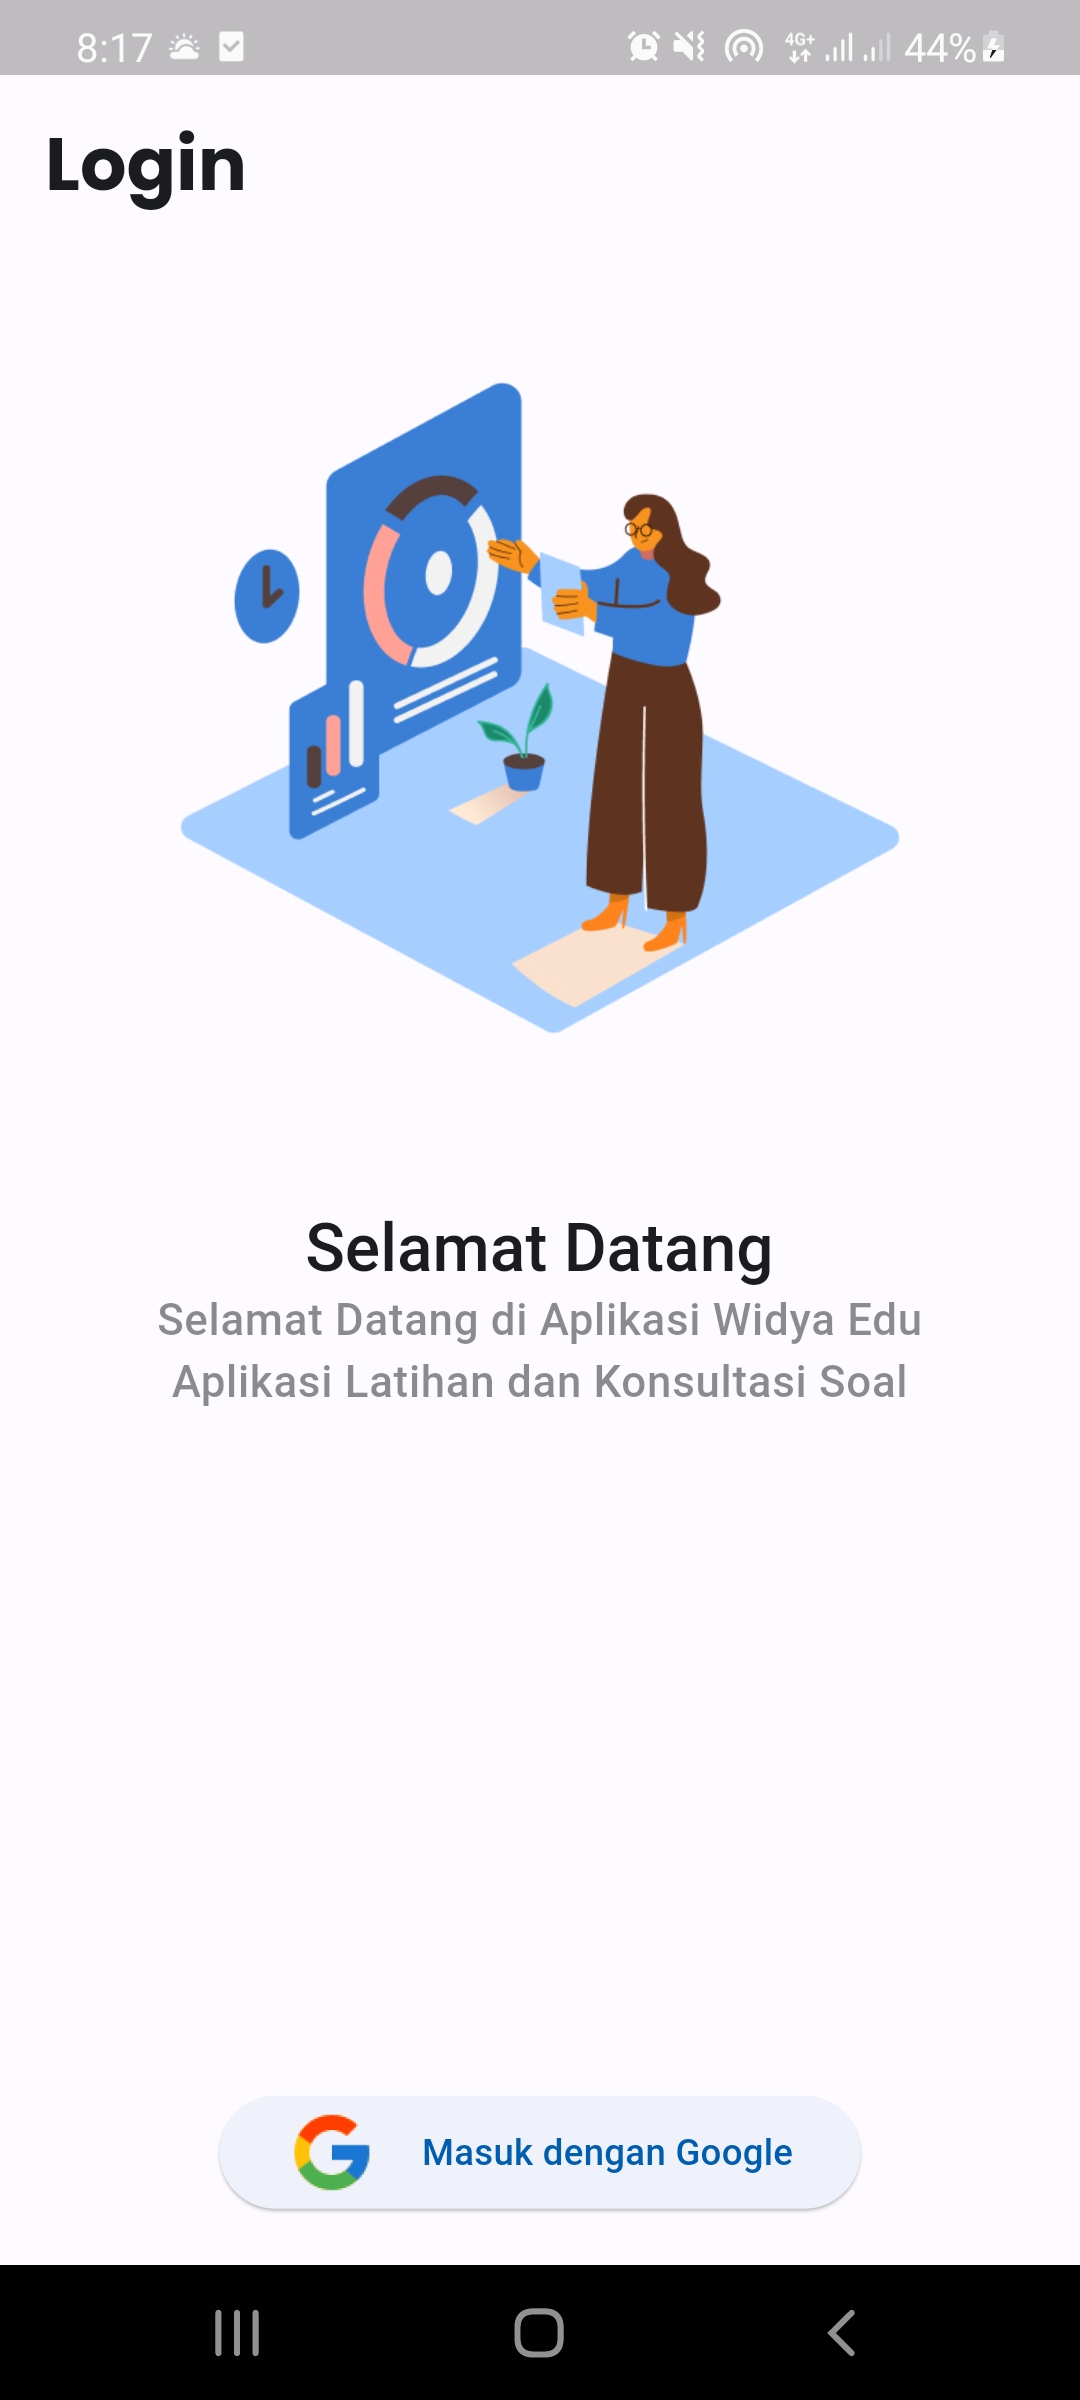 8:17
4G+
44%
Login
Selamat Datang
Selamat Datang di Aplikasi Widya Edu
Aplikasi Latihan dan Konsultasi Soal
Masuk dengan Google